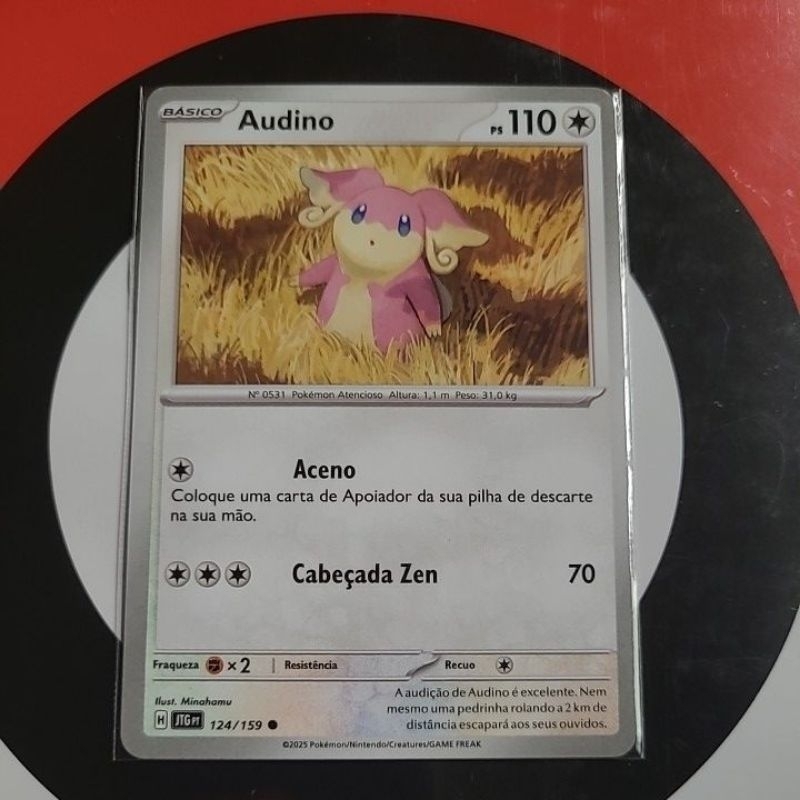 BÁSICO Audino PS 110
Nº 0531 Pokémon Atencioso Altura: 1,1 m Peso: 31,0 kg
Aceno
Coloque uma carta de Apoiador da sua pilha de descarte
na sua mão.
Cabeçada Zen 70
Fraqueza ×2 Resistência Recuo
Ilust. Minahamu
A audição de Audino é excelente. Nem
mesmo uma pedrinha rolando a 2 km de
distância escapará aos seus ouvidos.
H JTG PT 124/159
©2025 Pokémon/Nintendo/Creatures/GAME FREAK